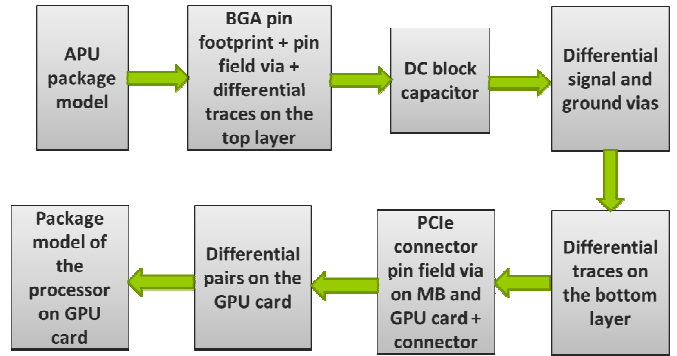 APU
package
model
BGA pin
footprint + pin
field via +
differential
traces on the
top layer
DC block
capacitor
Differential
signal and
ground vias
Differential
traces on
the bottom
layer
PCIe
connector
pin field via
on MB and
GPU card +
connector
Differential
pairs on the
GPU card
Package
model of
the
processor
on GPU
card